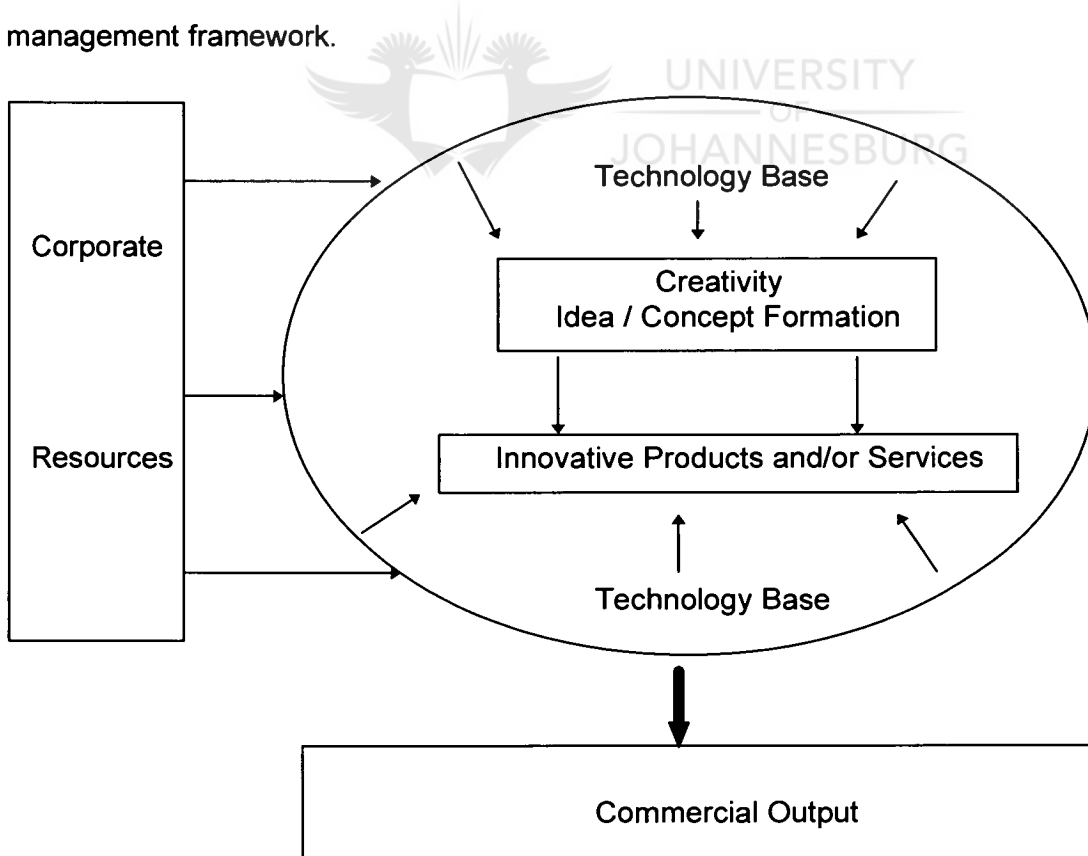 management framework.
UNIVERSITY
OF
JOHANNESBURG
Technology Base
Corporate
Creativity
Idea / Concept Formation
Resources
Innovative Products and/or Services
Technology Base
Commercial Output